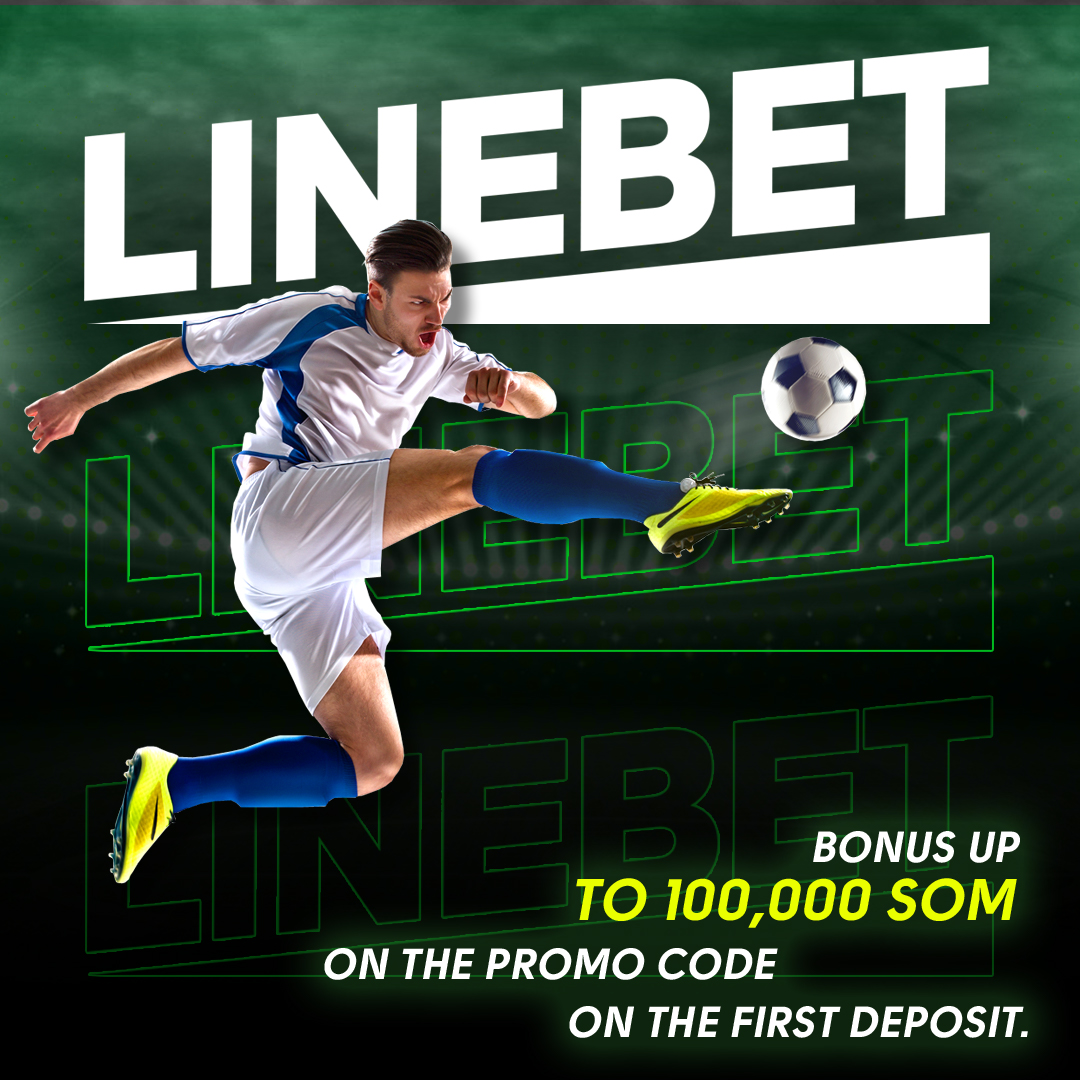 LINEBET
LINEBET
LINEBET
BONUS UP
TO 100,000 SOM
ON THE PROMO CODE
ON THE FIRST DEPOSIT.